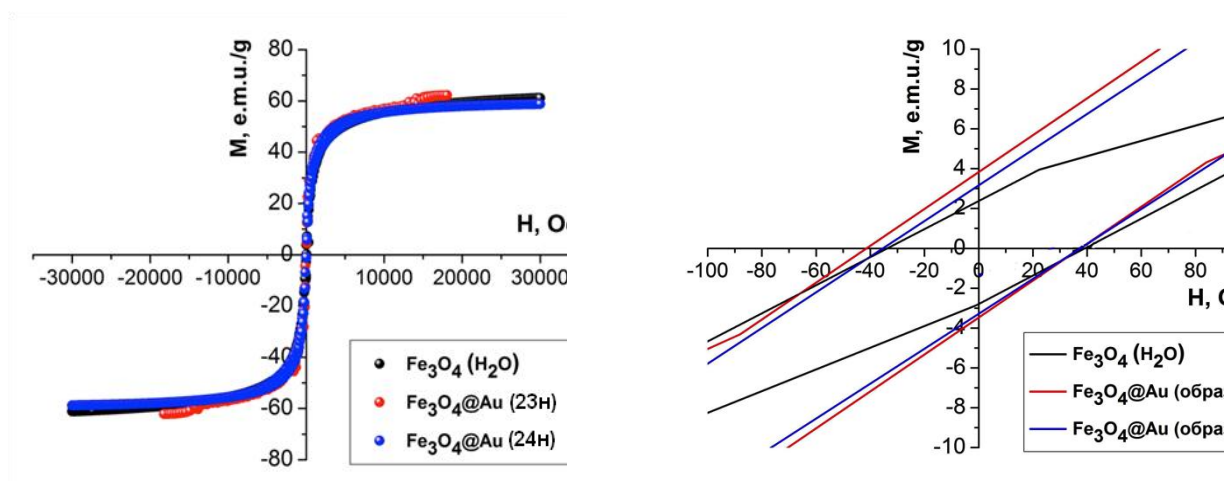 M, e.m.u./g
80
60
40
20
0
-20
-40
-60
-80
-30000 -20000 -10000 10000 20000 30000
H, O
Fe₃O₄ (H₂O)
Fe₃O₄@Au (23н)
Fe₃O₄@Au (24н)
M, e.m.u./g
10
8
6
4
2
0
-2
-4
-6
-8
-10
-100 -80 -60 -40 -20 0 20 40 60 80
H,
Fe₃O₄ (H₂O)
Fe₃O₄@Au (обра
Fe₃O₄@Au (обра